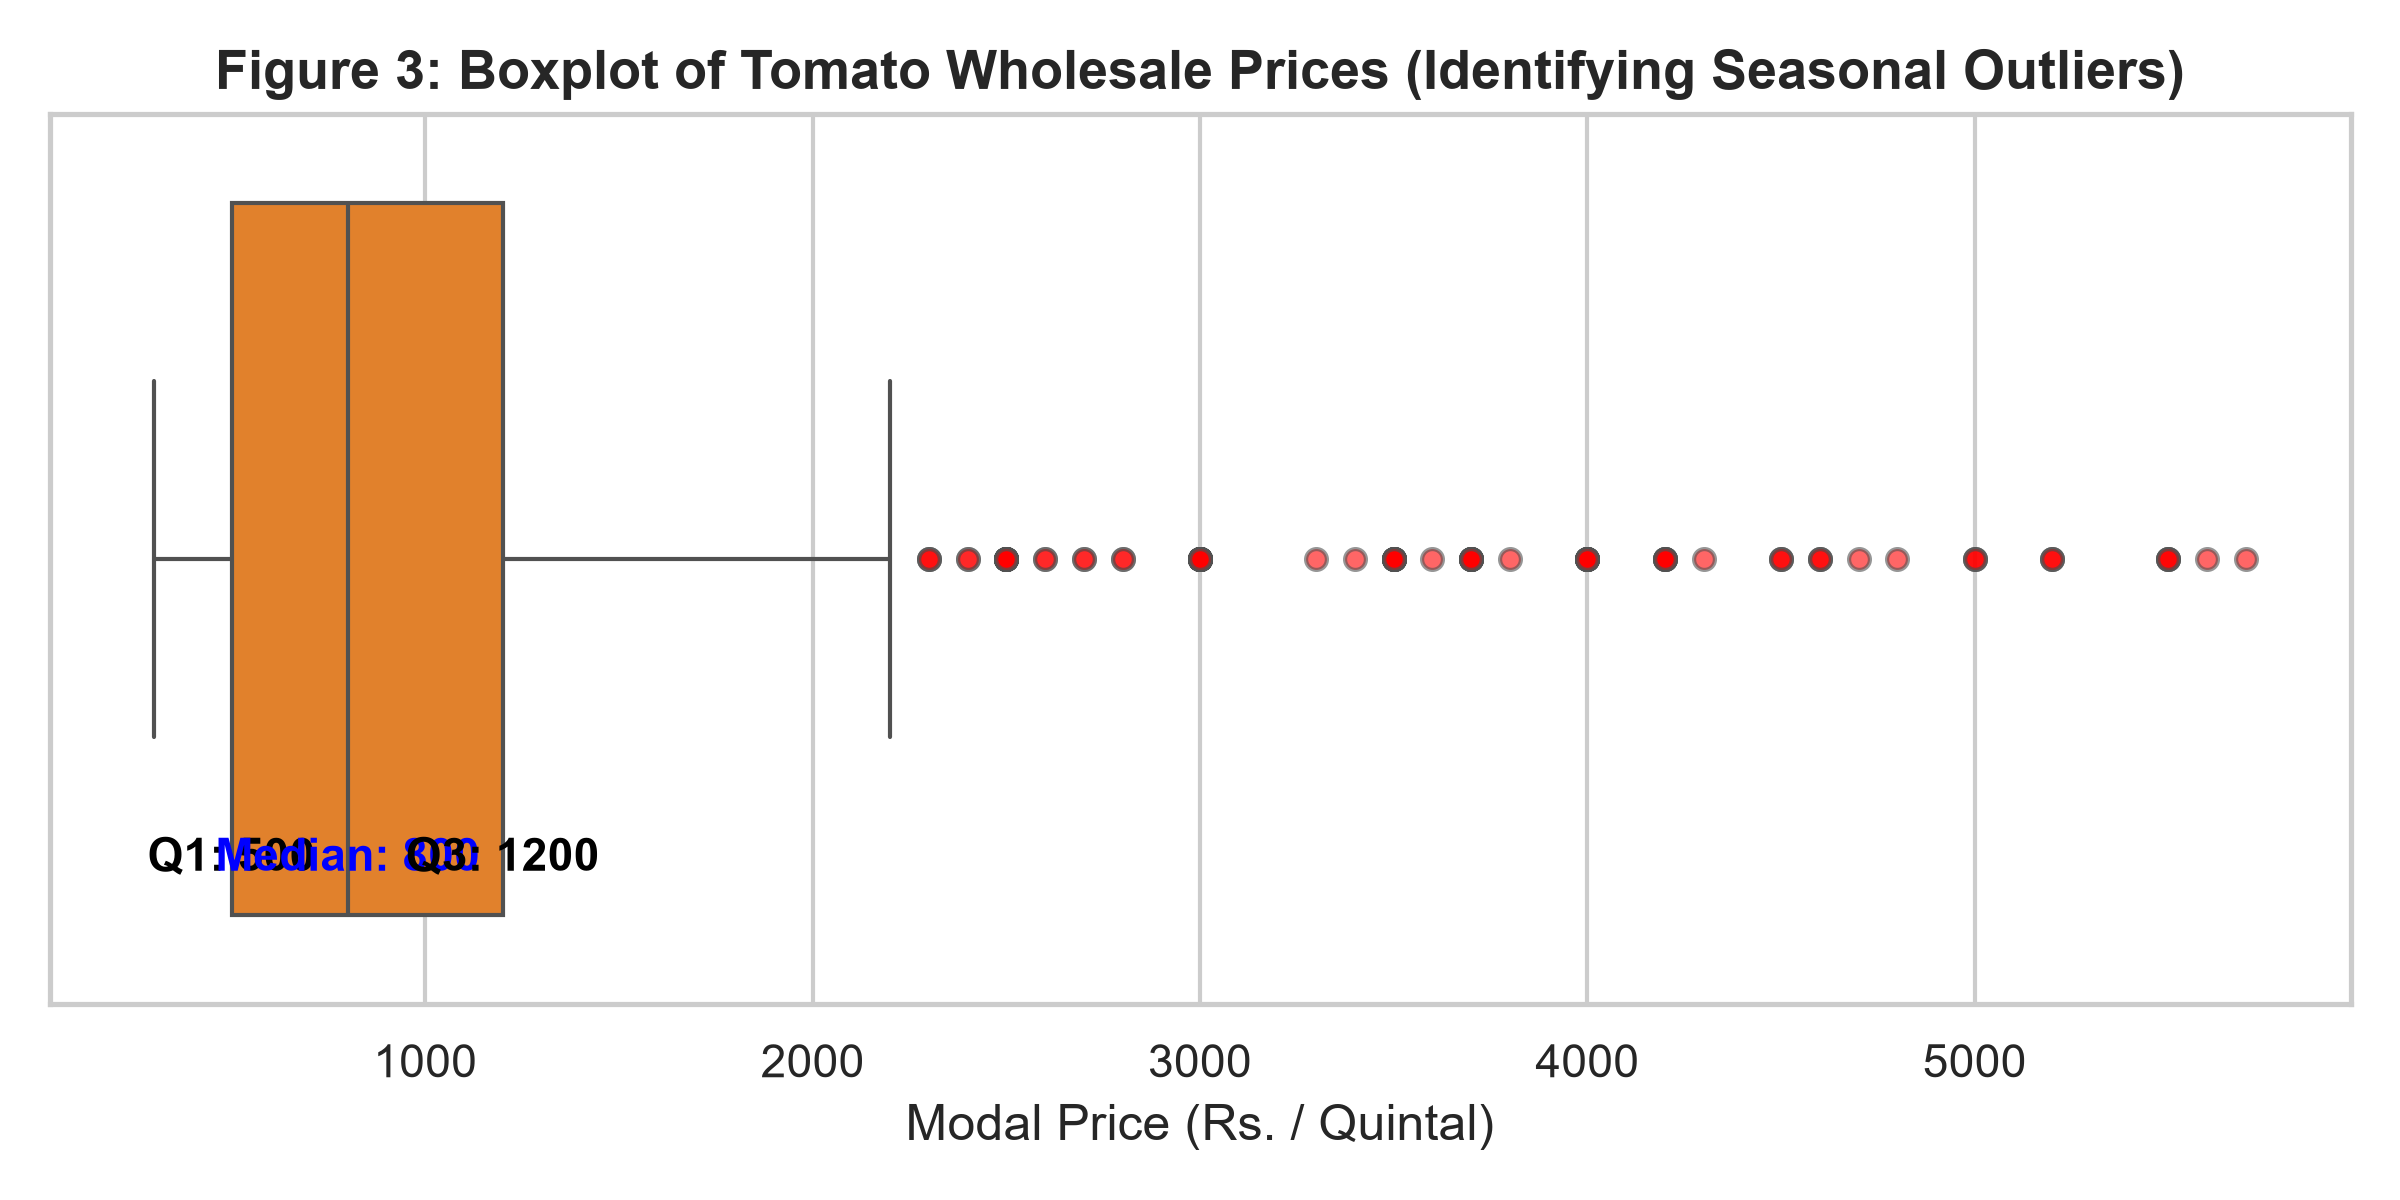 Figure 3: Boxplot of Tomato Wholesale Prices (Identifying Seasonal Outliers)
Q1: 500
Median: 800
Q3: 1200
1000 2000 3000 4000 5000
Modal Price (Rs. / Quintal)